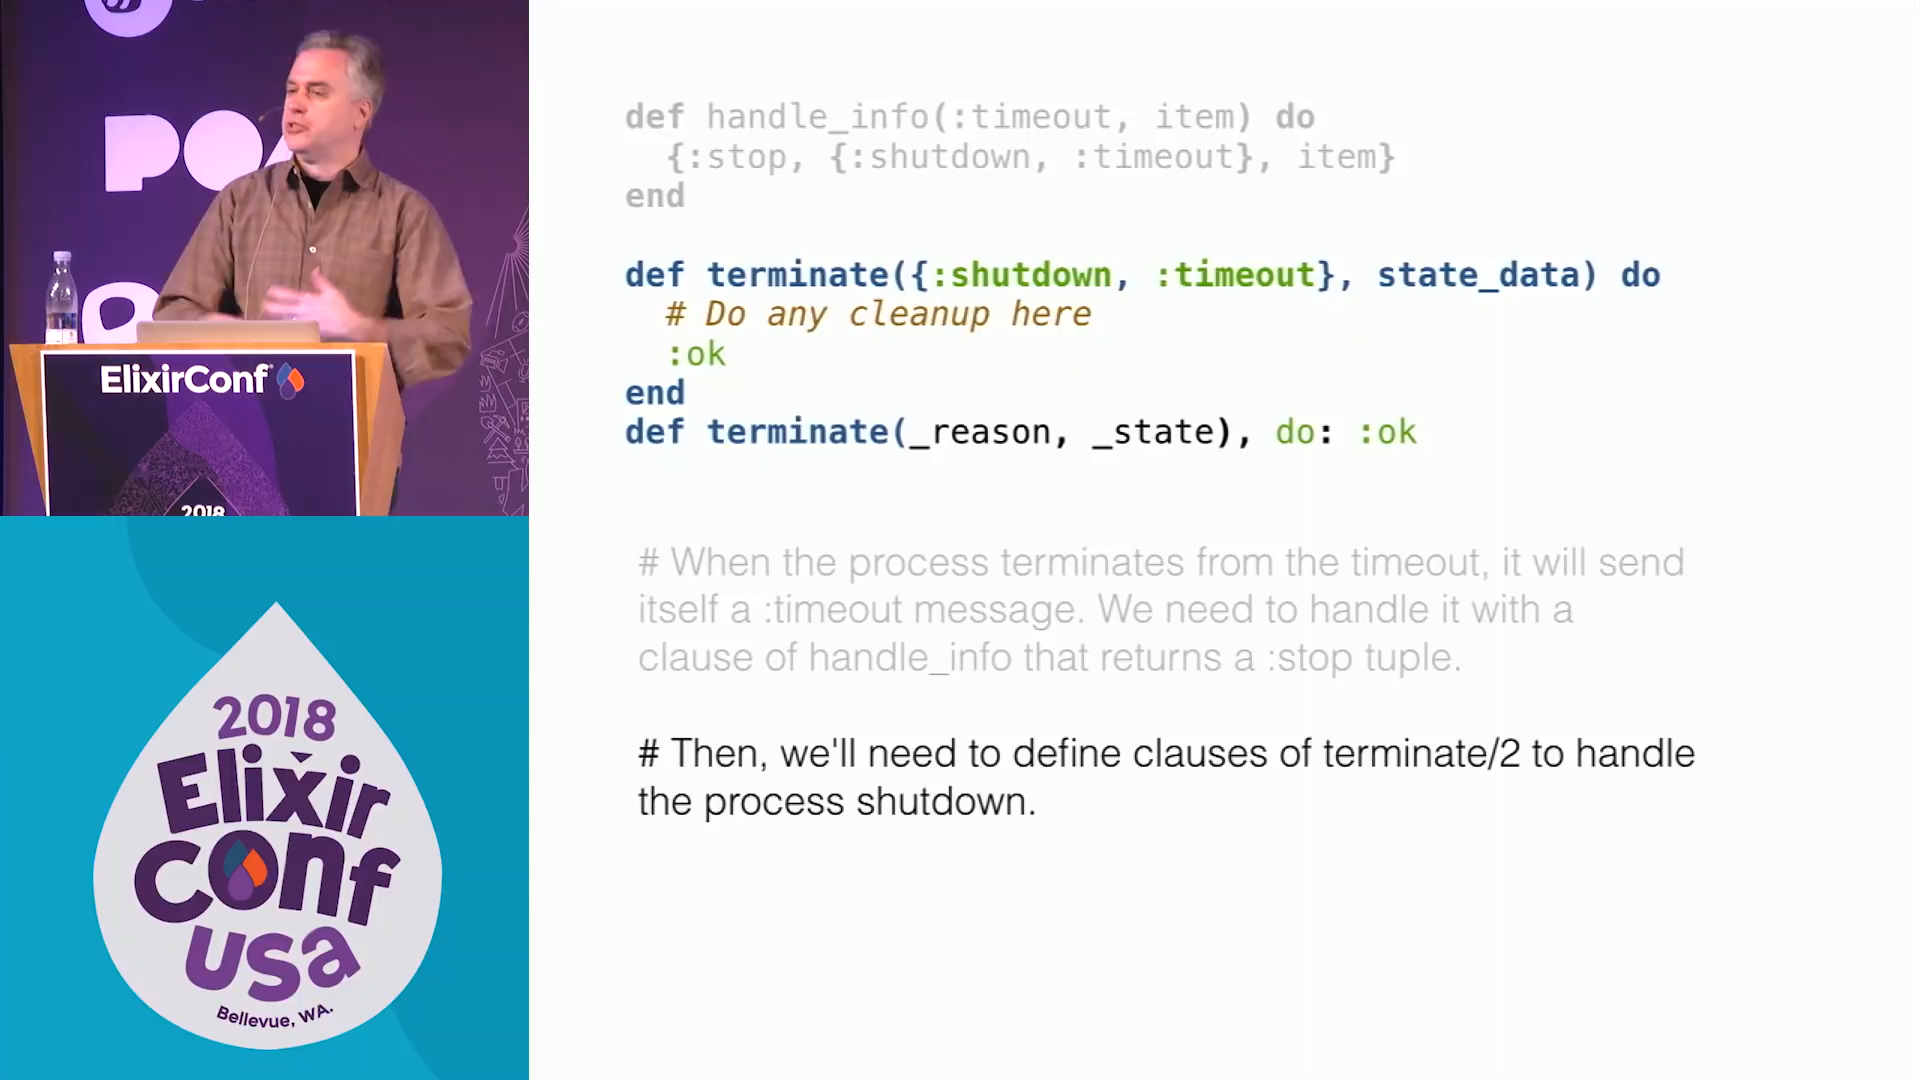 PO
ElixirConf
2018
def handle_info(:timeout, item) do
{:stop, {:shutdown, :timeout}, item}
end
def terminate({:shutdown, :timeout}, state_data) do
# Do any cleanup here
:ok
end
def terminate(_reason, _state), do: :ok
# When the process terminates from the timeout, it will send
itself a :timeout message. We need to handle it with a
clause of handle_info that returns a :stop tuple.
# Then, we'll need to define clauses of terminate/2 to handle
the process shutdown.
2018
Elixir
Conf
USA
Bellevue, WA.